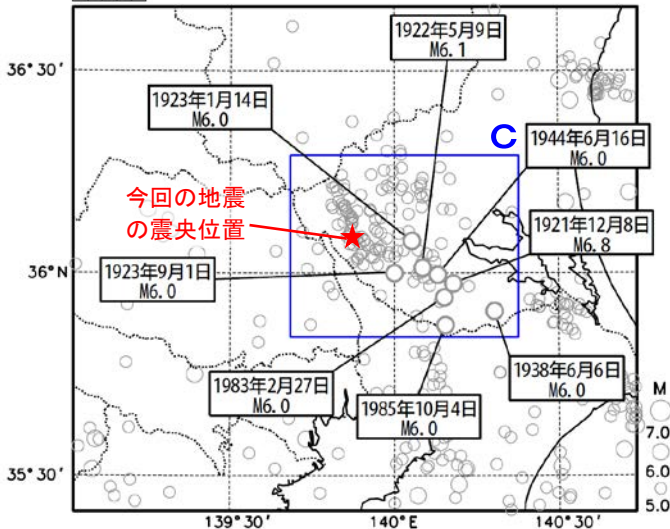 1922年5月9日
M6.1
36°30′
1923年1月14日
M6.0
C
1944年6月16日
M6.0
今回の地震
の震央位置
1921年12月8日
M6.8
36°N
1923年9月1日
M6.0
1938年6月6日
M6.0
1983年2月27日
M6.0
1985年10月4日
M6.0
M
7.0
6.0
5.0
35°30′
139°30′
140°E
140°30′